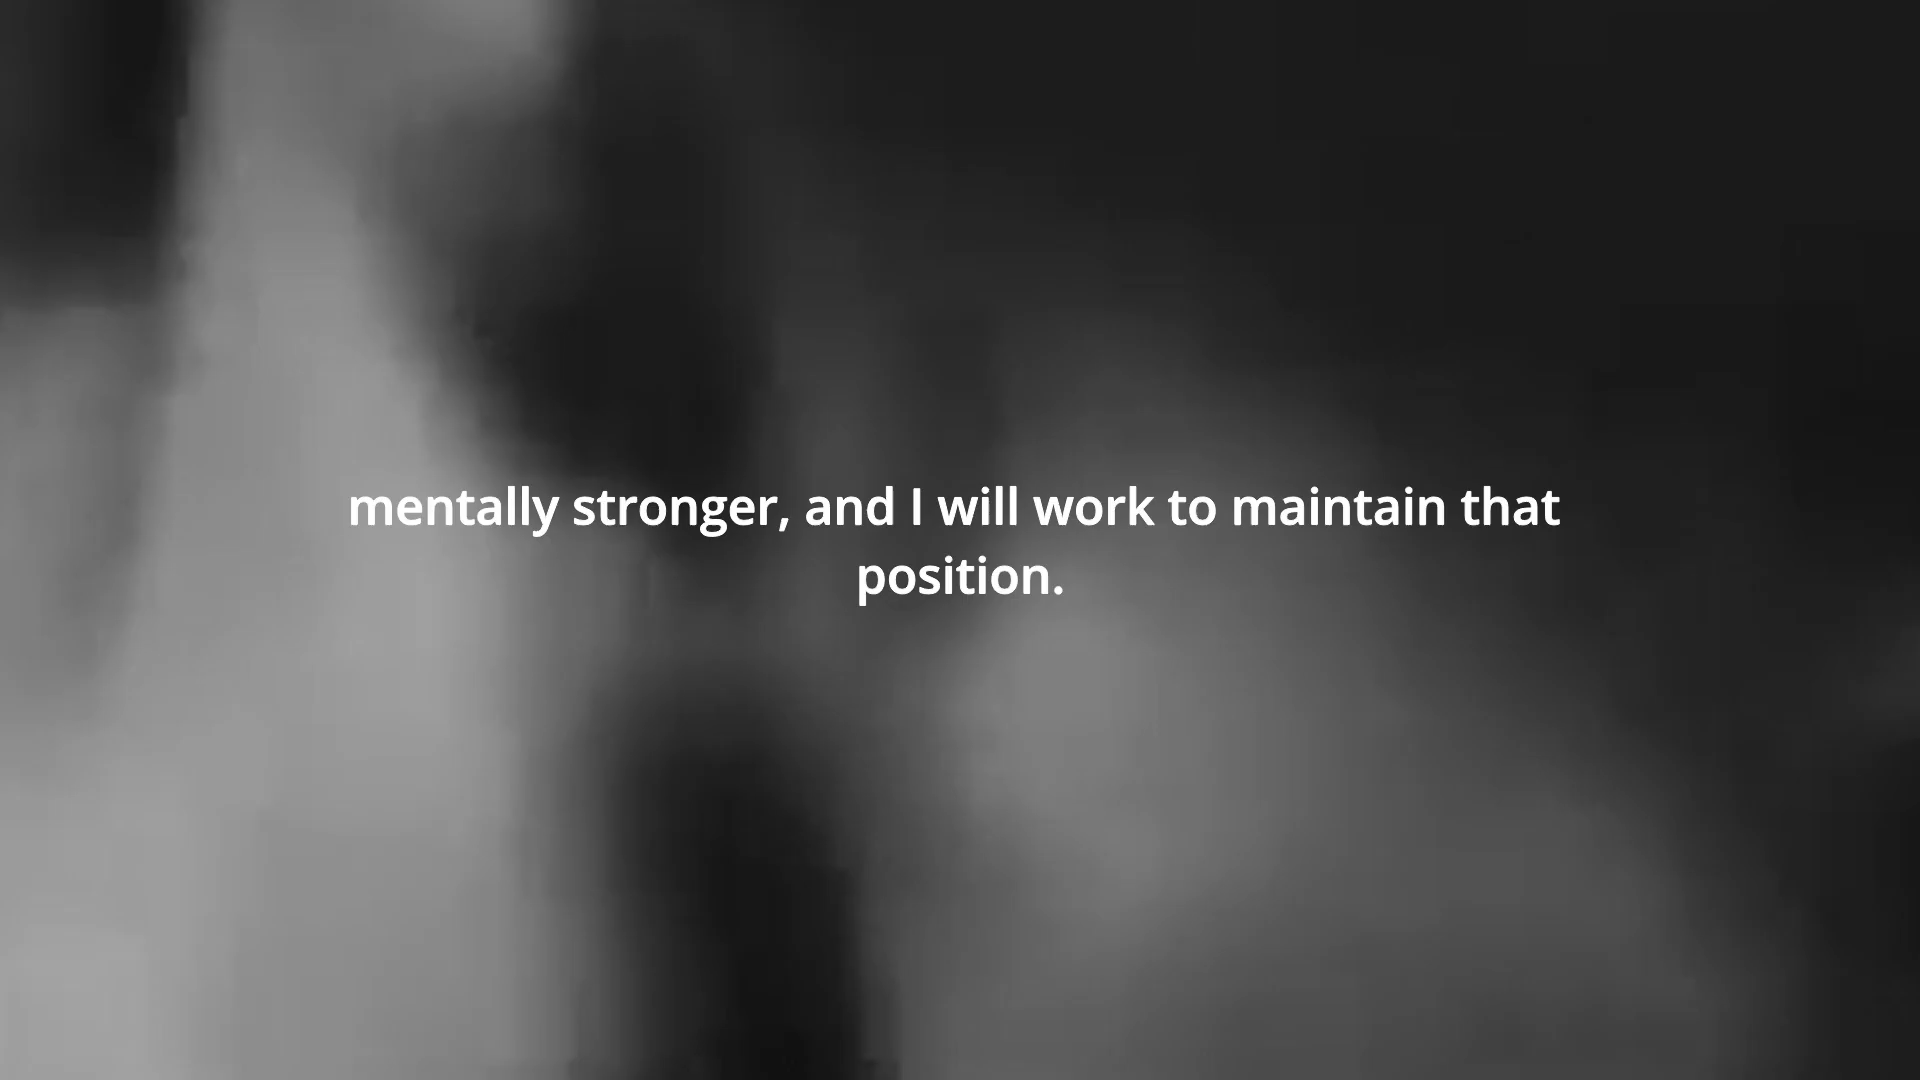 mentally stronger, and I will work to maintain that
position.